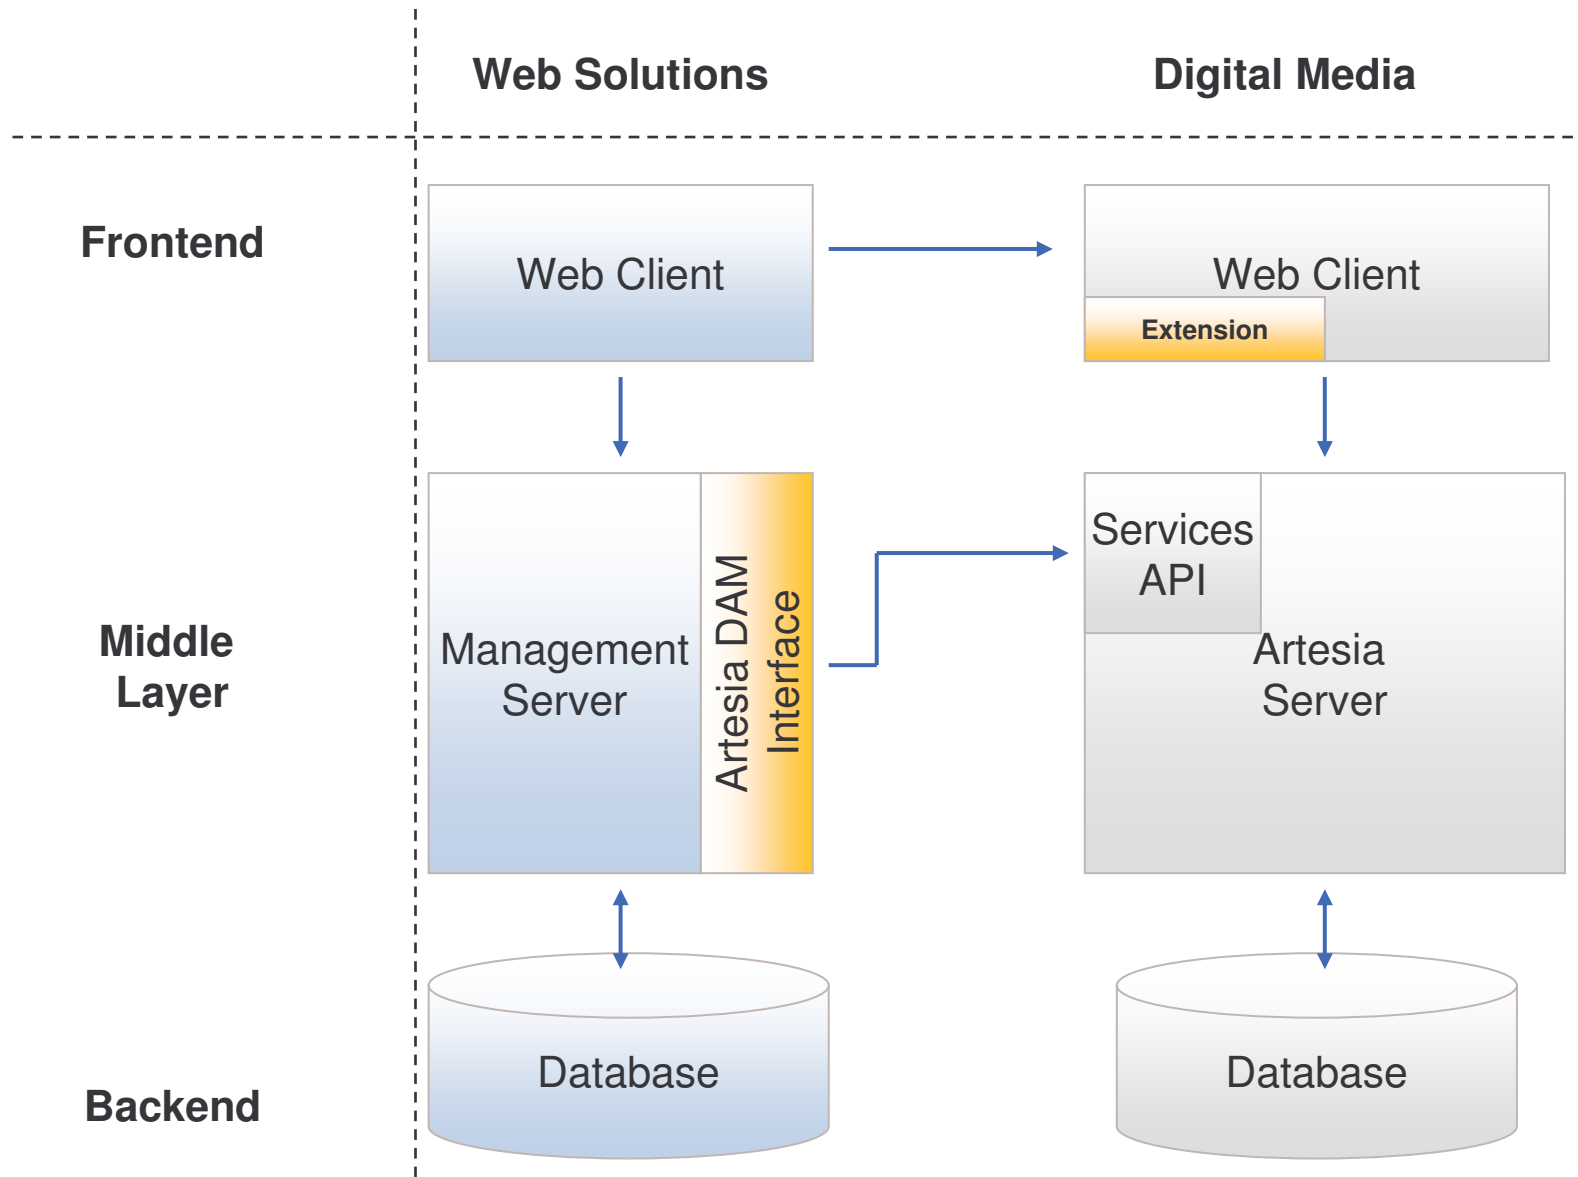 Web Solutions
Digital Media
Frontend
Web Client
Web Client
Extension
Middle
Layer
Management
Server
Artesia DAM
Interface
Services
API
Artesia
Server
Backend
Database
Database